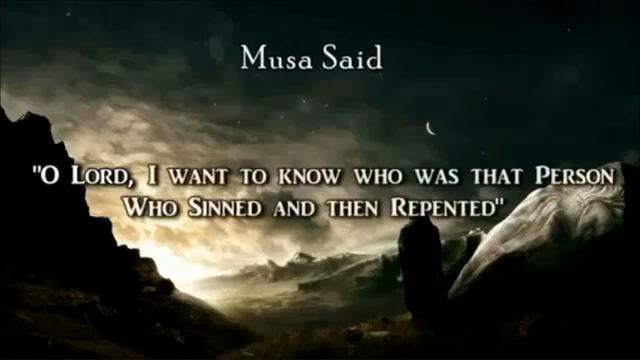 Musa Said
"O Lord, I want to know who was that Person
Who Sinned and then Repented"